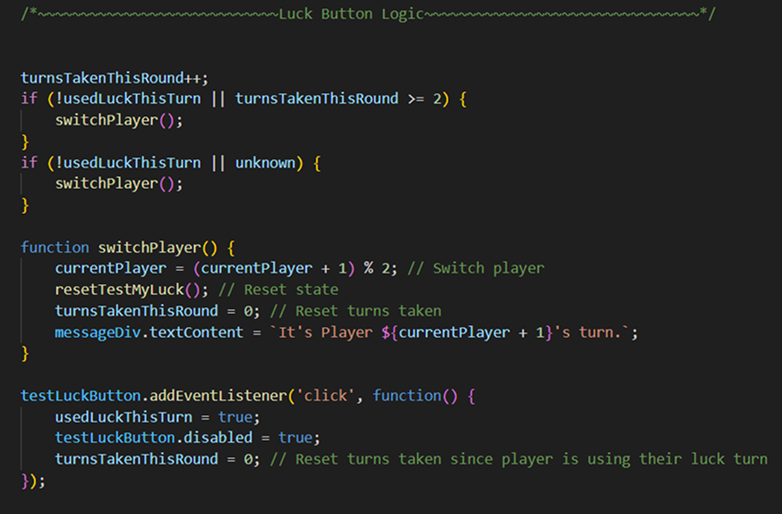 /*~~~~~~~~~~~~~~~~~~~~~~~~~~~~Luck Button Logic~~~~~~~~~~~~~~~~~~~~~~~~~~~~~~~~*/
turnsTakenThisRound++;
if (!usedLuckThisTurn || turnsTakenThisRound >= 2) {
    switchPlayer();
}
if (!usedLuckThisTurn || unknown) {
    switchPlayer();
}
function switchPlayer() {
    currentPlayer = (currentPlayer + 1) % 2; // Switch player
    resetTestMyLuck(); // Reset state
    turnsTakenThisRound = 0; // Reset turns taken
    messageDiv.textContent = `It's Player ${currentPlayer + 1}'s turn.`;
}
testLuckButton.addEventListener('click', function() {
    usedLuckThisTurn = true;
    testLuckButton.disabled = true;
    turnsTakenThisRound = 0; // Reset turns taken since player is using their luck turn
});